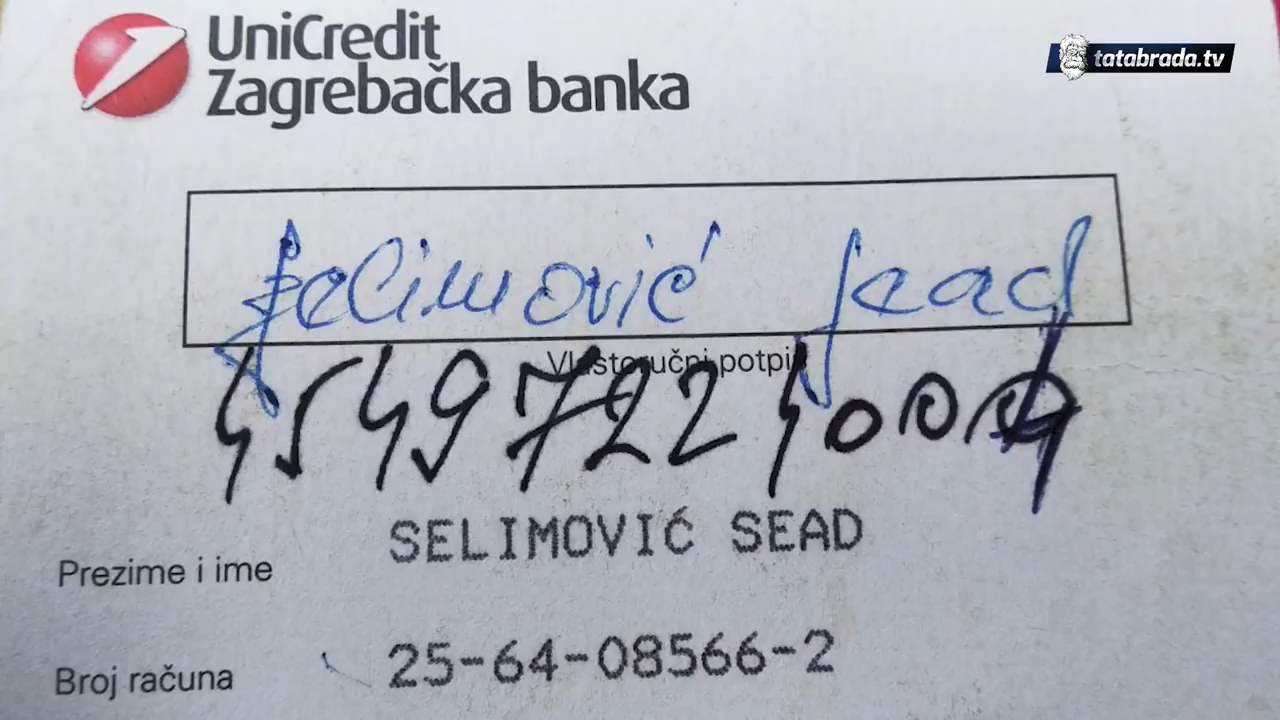 UniCredit
Zagrebačka banka
tatabrada.tv
Selimović Sead
Vlastoručni potpis
SELIMOVIĆ SEAD
Prezime i ime
25-64-08566-2
Broj računa